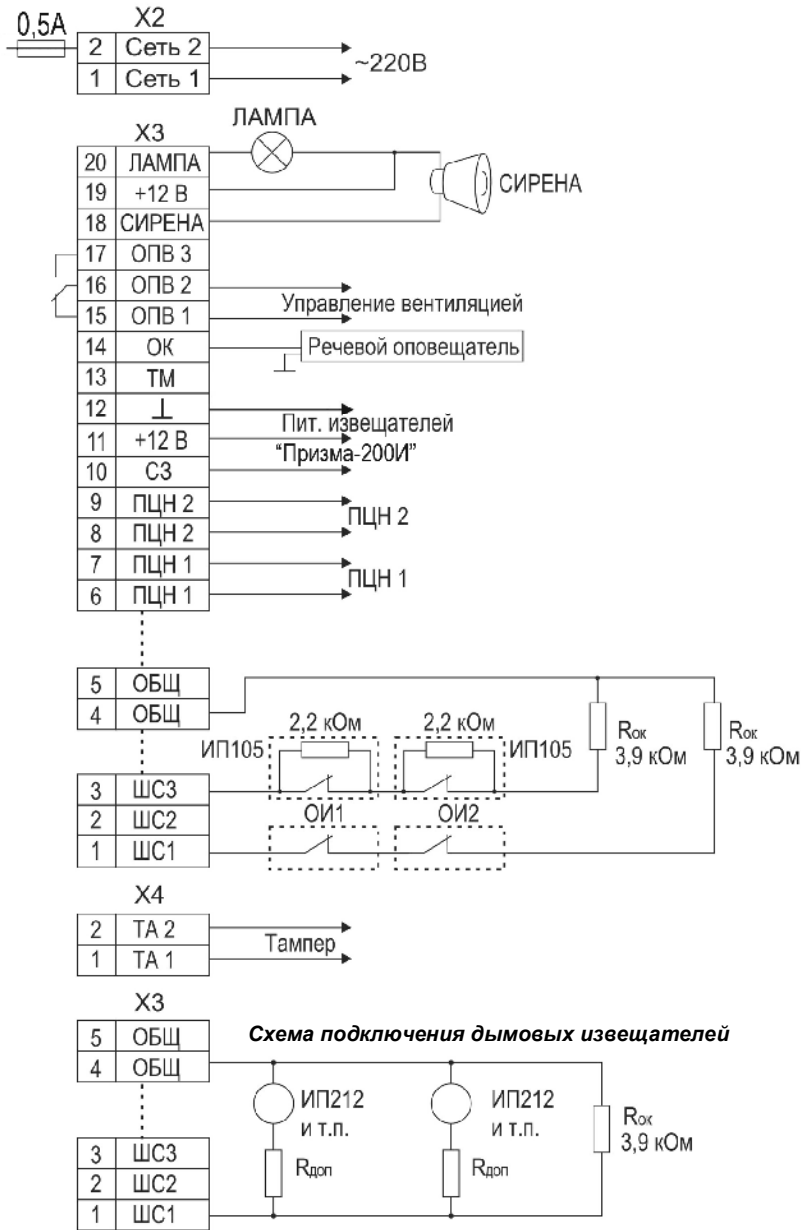 0,5А
X2
2 Сеть 2
1 Сеть 1
~220В
X3
ЛАМПА
20 ЛАМПА
19 +12 В
18 СИРЕНА
СИРЕНА
17 ОПВ 3
16 ОПВ 2
15 ОПВ 1
Управление вентиляцией
14 ОК
Речевой оповещатель
13 ТМ
12 ⊥
11 +12 В
10 СЗ
Пит. извещателей
“Призма-200И”
9 ПЦН 2
8 ПЦН 2
ПЦН 2
7 ПЦН 1
6 ПЦН 1
ПЦН 1
5 ОБЩ
4 ОБЩ
2,2 кОм 2,2 кОм
ИП105 ИП105
Rок
3,9 кОм
Rок
3,9 кОм
3 ШС3
2 ШС2
1 ШС1
ОИ1 ОИ2
X4
2 ТА 2
1 ТА 1
Тампер
X3
Схема подключения дымовых извещателей
5 ОБЩ
4 ОБЩ
ИП212
и т.п.
ИП212
и т.п.
Rок
3,9 кОм
Rдоп
Rдоп
3 ШС3
2 ШС2
1 ШС1